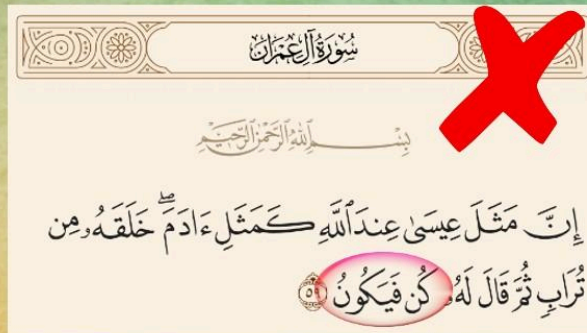 سُورَةُ آلِ عِمْرَانَ
بِسْمِ ٱللَّهِ ٱلرَّحْمَٰنِ ٱلرَّحِيمِ
إِنَّ مَثَلَ عِيسَىٰ عِندَ ٱللَّهِ كَمَثَلِ ءَادَمَ ۖ خَلَقَهُۥ مِن
تُرَابٍ ثُمَّ قَالَ لَهُۥ كُن فَيَكُونُ ٥٩